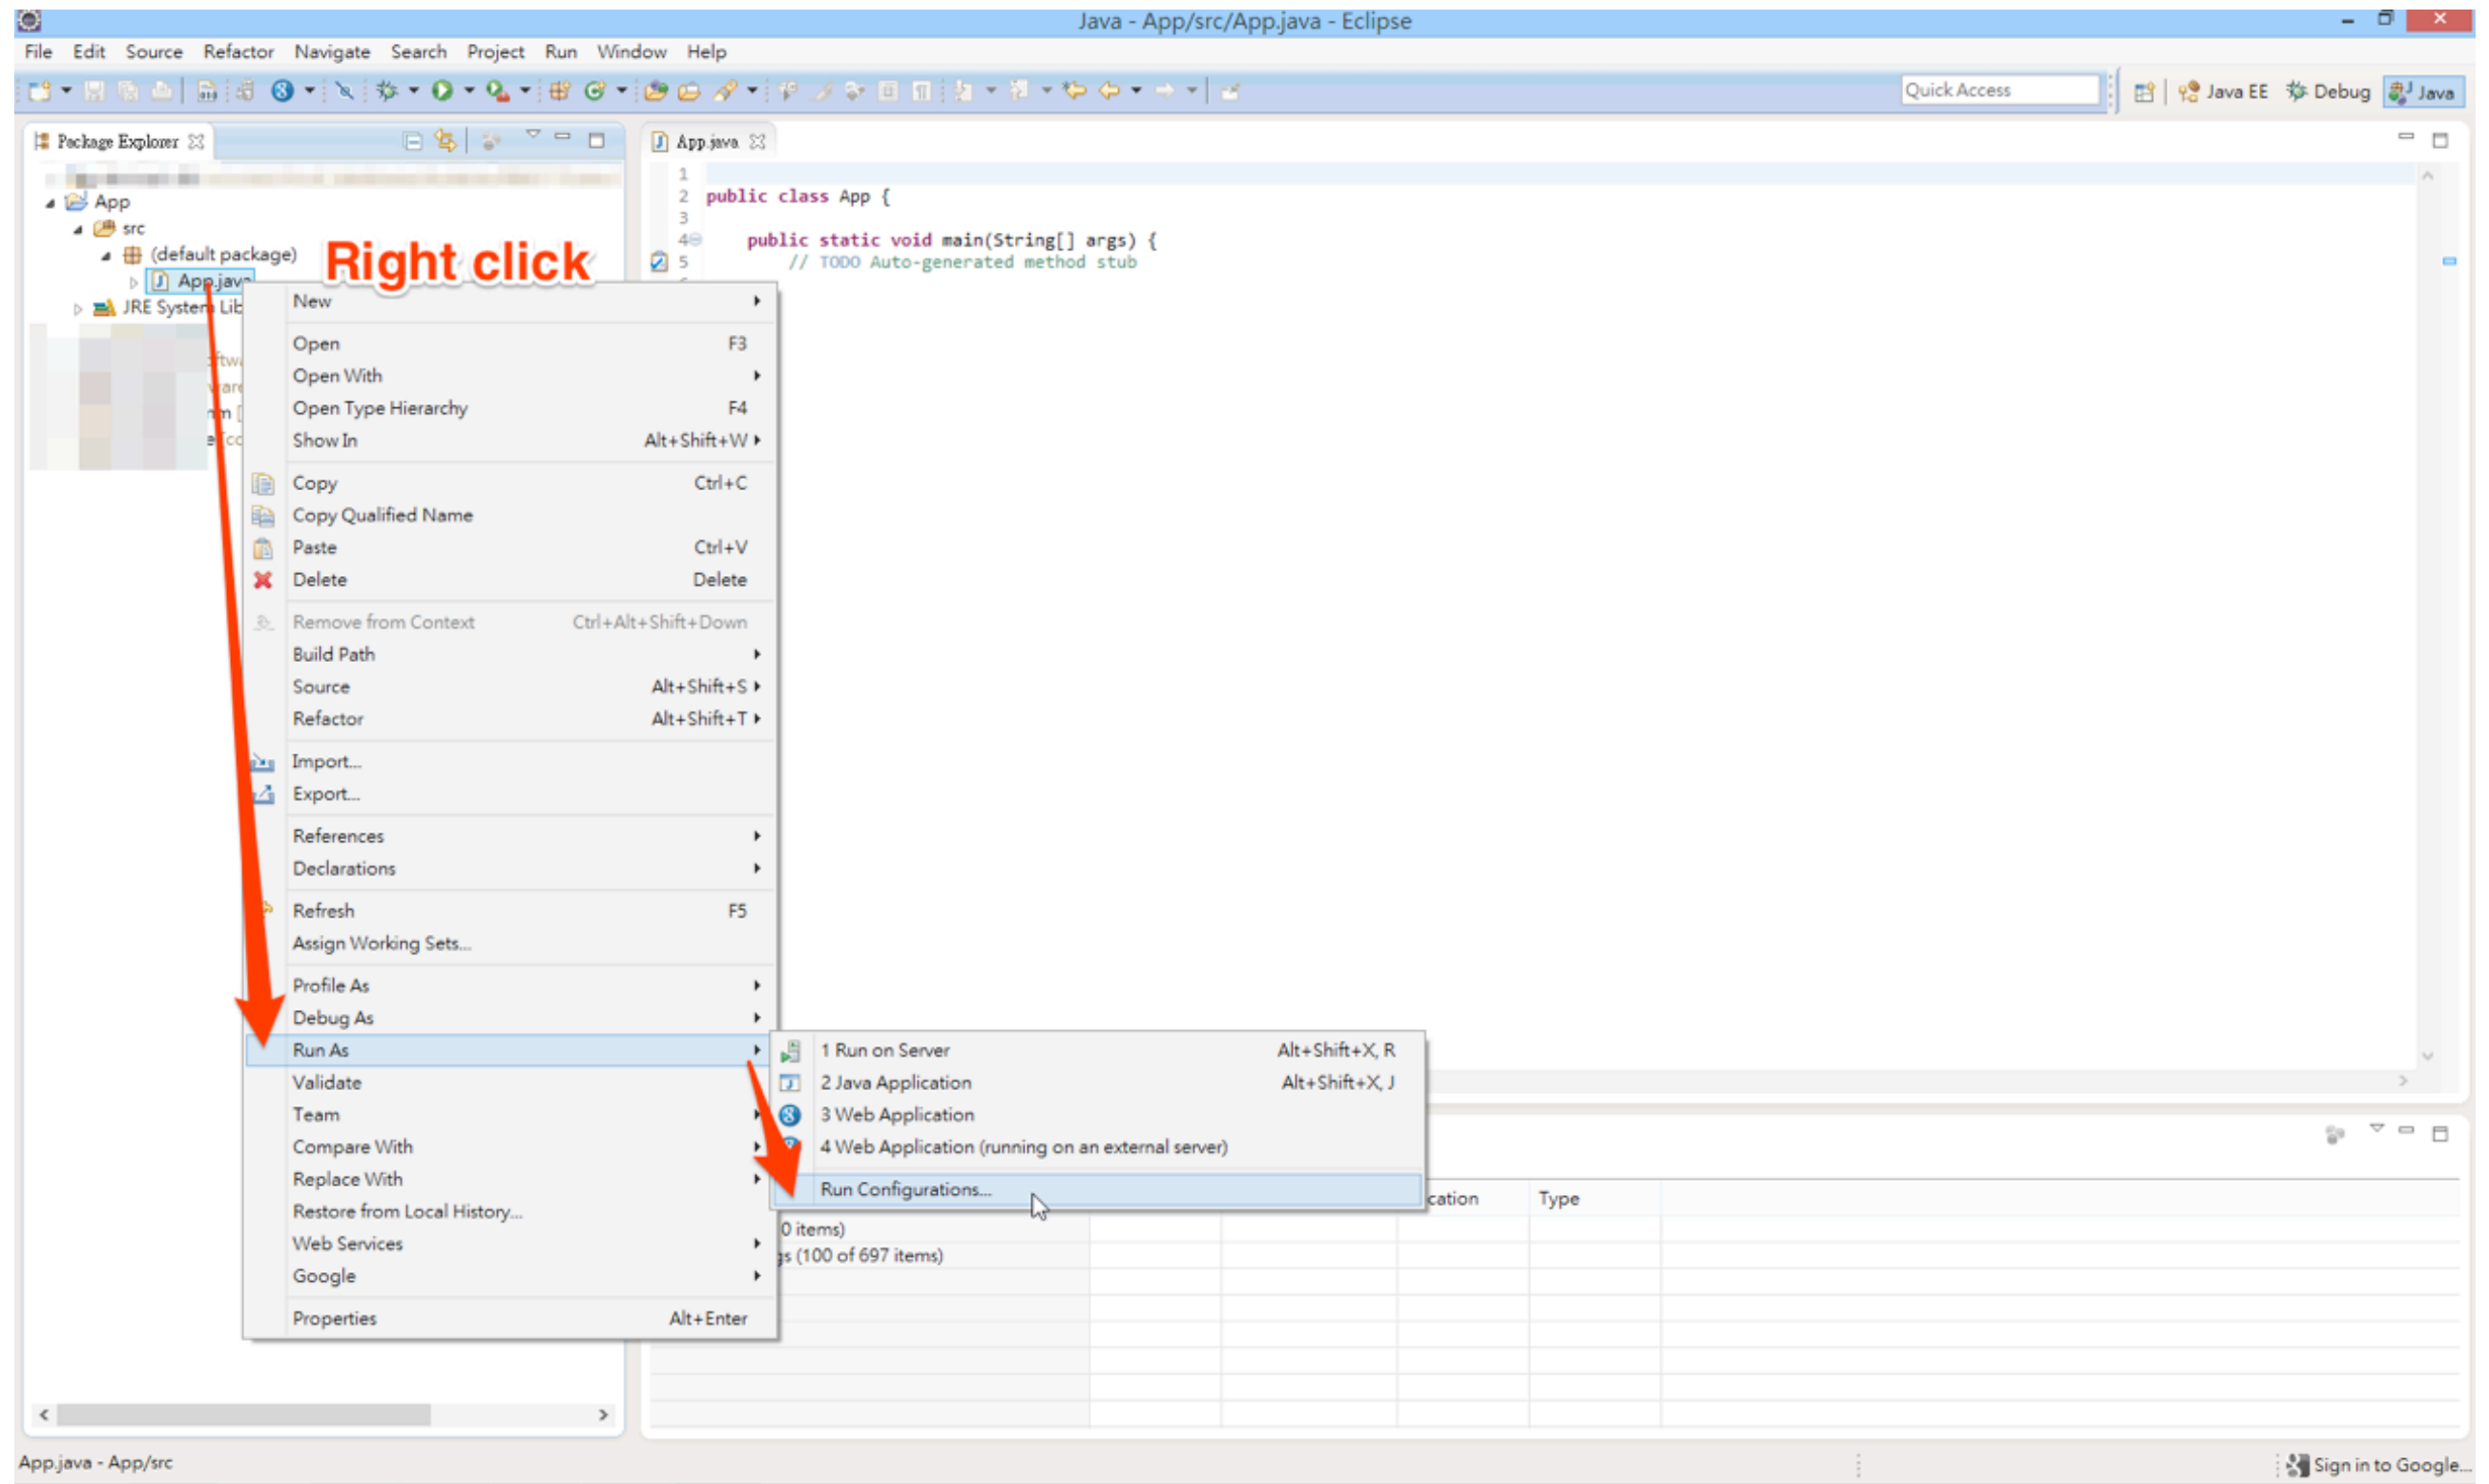 Java - App/src/App.java - Eclipse
File Edit Source Refactor Navigate Search Project Run Window Help
Quick Access
Java EE Debug Java
Package Explorer
App.java
App
src
(default package)
App.java
JRE System Lib
Right click
1
2 public class App {
3
4 public static void main(String[] args) {
5 // TODO Auto-generated method stub
New
Open F3
Open With
Open Type Hierarchy F4
Show In Alt+Shift+W
Copy Ctrl+C
Copy Qualified Name
Paste Ctrl+V
Delete Delete
Remove from Context Ctrl+Alt+Shift+Down
Build Path
Source Alt+Shift+S
Refactor Alt+Shift+T
Import...
Export...
References
Declarations
Refresh F5
Assign Working Sets...
Profile As
Debug As
Run As
Validate
Team
Compare With
Replace With
Restore from Local History...
Web Services
Google
Properties Alt+Enter
1 Run on Server Alt+Shift+X, R
2 Java Application Alt+Shift+X, J
3 Web Application
4 Web Application (running on an external server)
Run Configurations...
cation Type
0 items)
gs (100 of 697 items)
App.java - App/src
Sign in to Google...